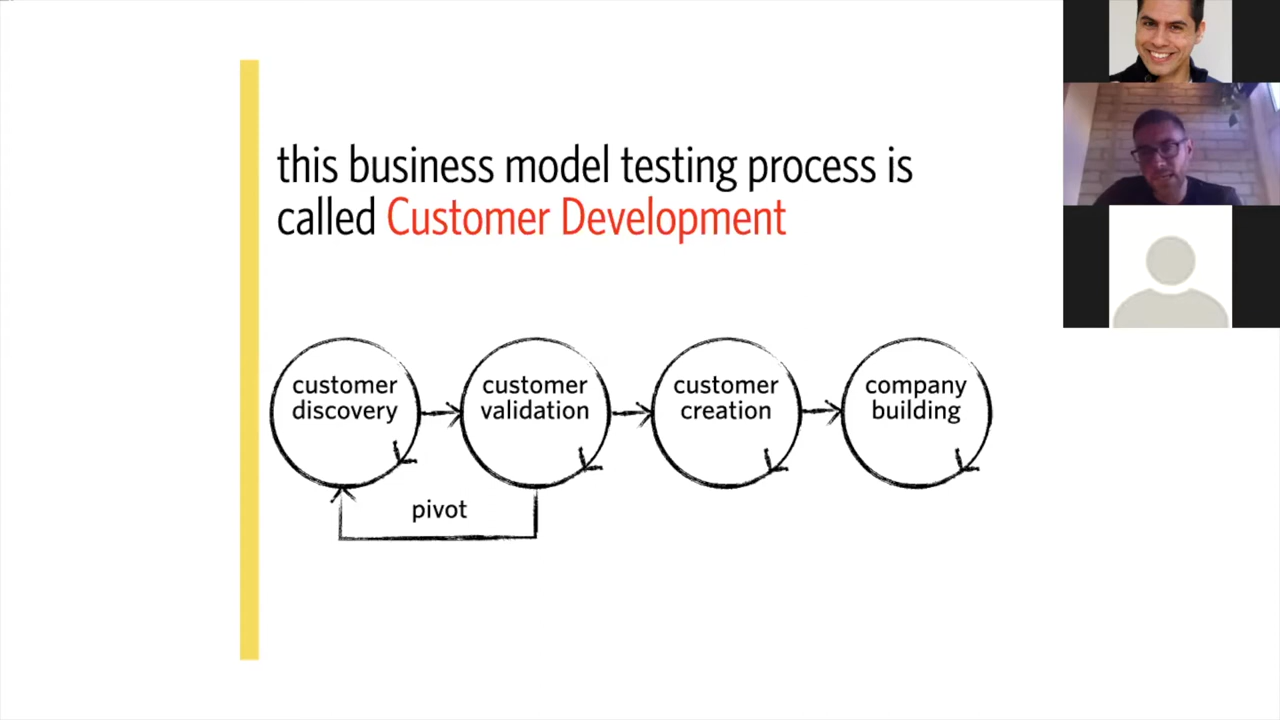 this business model testing process is
called Customer Development
customer
discovery
customer
validation
customer
creation
company
building
pivot